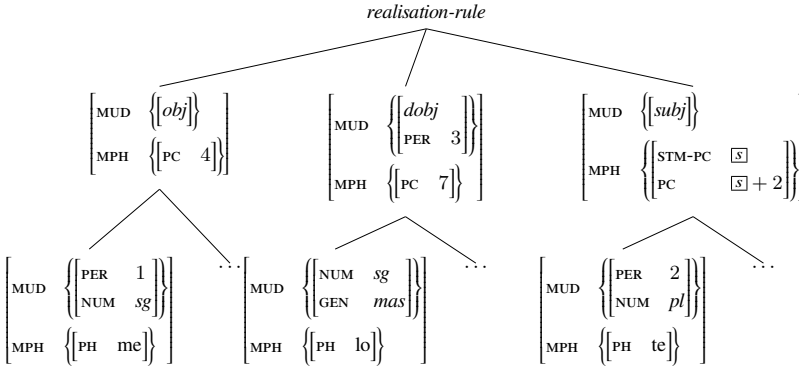 realisation-rule
MUD {[obj]} MUD {[dobj PER 3]} MUD {[subj]}
MPH {[PC 4]} MPH {[PC 7]} MPH {[STM-PC s PC s + 2]}
MUD {[PER 1 NUM sg]} ... MUD {[NUM sg GEN mas]} ... MUD {[PER 2 NUM pl]} ...
MPH {[PH me]} MPH {[PH lo]} MPH {[PH te]}